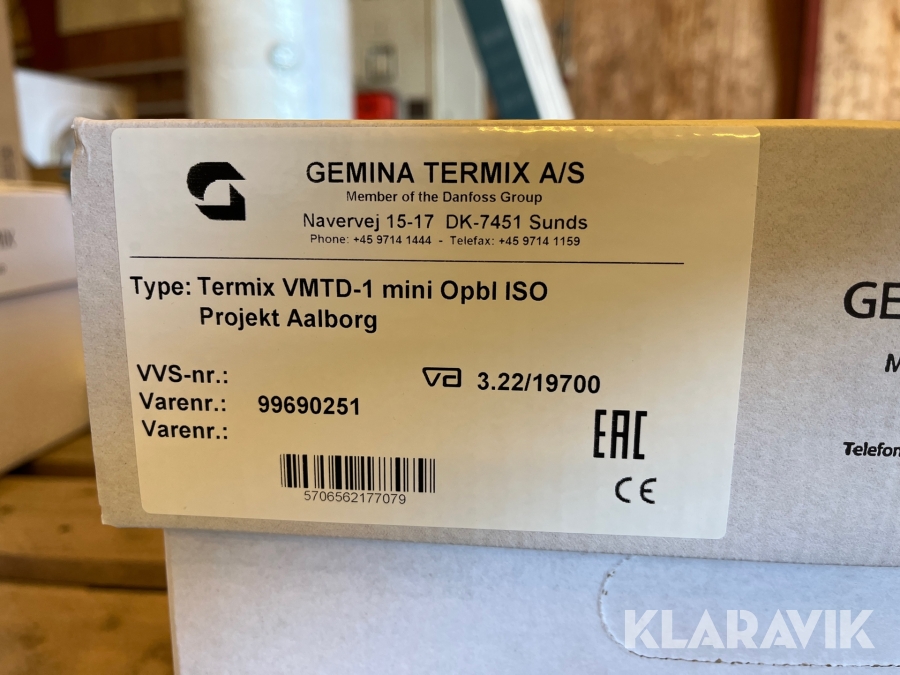 GEMINA TERMIX A/S
Member of the Danfoss Group
Navervej 15-17 DK-7451 Sunds
Phone: +45 9714 1444 - Telefax: +45 9714 1159
Type: Termix VMTD-1 mini Opbl ISO
Projekt Aalborg
VVS-nr.:
va 3.22/19700
Varenr.: 99690251
Varenr.:
EAC
CE
5706562177079
GE
M
Telefon
KLARAVIK